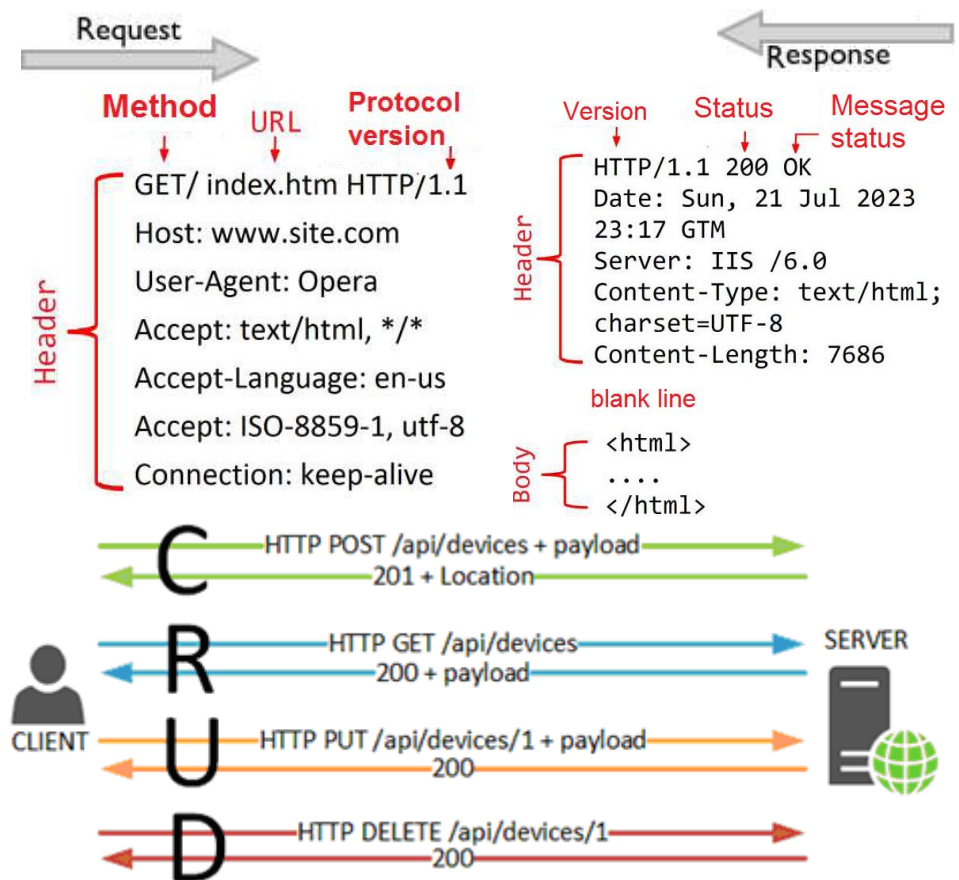 Request
Method
URL
Protocol
version
GET/ index.htm HTTP/1.1
Host: www.site.com
User-Agent: Opera
Accept: text/html, */*
Accept-Language: en-us
Accept: ISO-8859-1, utf-8
Connection: keep-alive
Header
Response
Version
Status
Message
status
HTTP/1.1 200 OK
Date: Sun, 21 Jul 2023
23:17 GTM
Server: IIS /6.0
Content-Type: text/html;
charset=UTF-8
Content-Length: 7686
Header
blank line
<html>
....
</html>
Body
C
HTTP POST /api/devices + payload
201 + Location
R
HTTP GET /api/devices
200 + payload
U
HTTP PUT /api/devices/1 + payload
200
D
HTTP DELETE /api/devices/1
200
CLIENT
SERVER